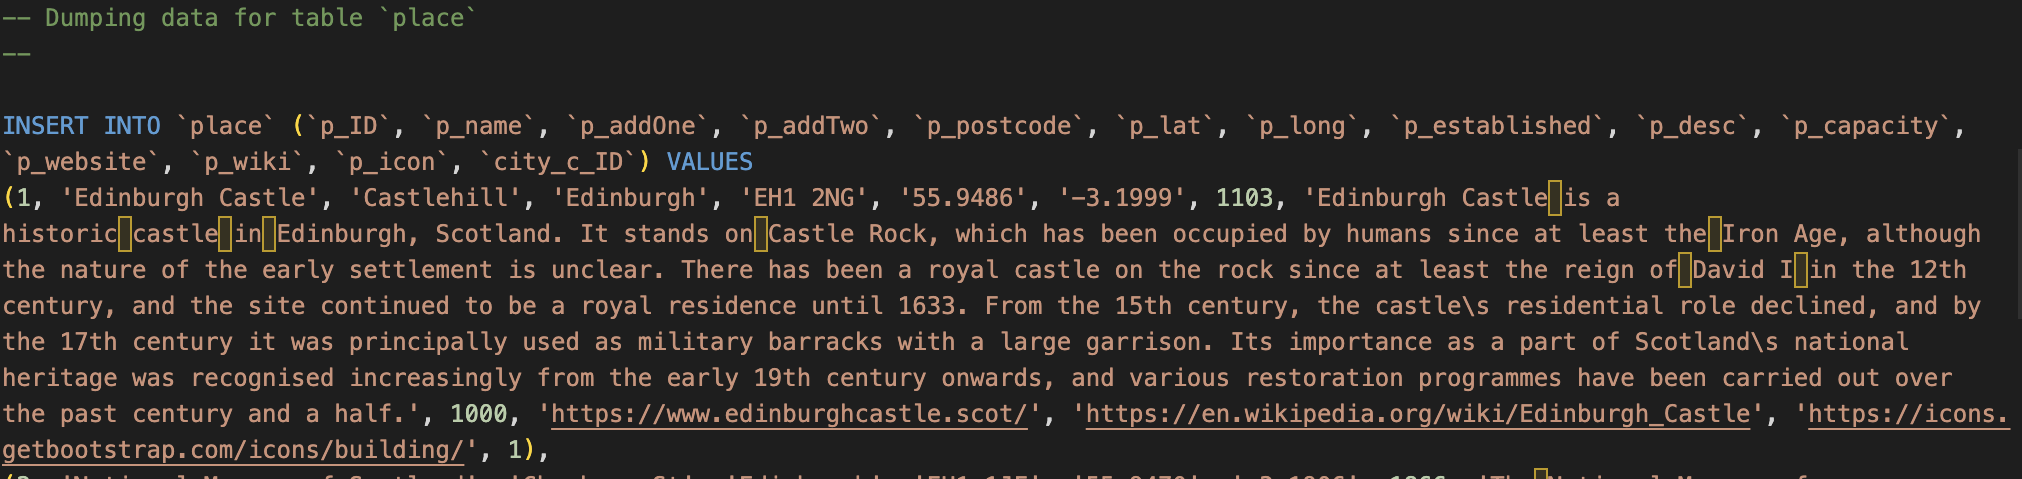 -- Dumping data for table `place`
--
INSERT INTO `place` (`p_ID`, `p_name`, `p_addOne`, `p_addTwo`, `p_postcode`, `p_lat`, `p_long`, `p_established`, `p_desc`, `p_capacity`,
`p_website`, `p_wiki`, `p_icon`, `city_c_ID`) VALUES
(1, 'Edinburgh Castle', 'Castlehill', 'Edinburgh', 'EH1 2NG', '55.9486', '-3.1999', 1103, 'Edinburgh Castle is a
historic castle in Edinburgh, Scotland. It stands on Castle Rock, which has been occupied by humans since at least the Iron Age, although
the nature of the early settlement is unclear. There has been a royal castle on the rock since at least the reign of David I in the 12th
century, and the site continued to be a royal residence until 1633. From the 15th century, the castle\s residential role declined, and by
the 17th century it was principally used as military barracks with a large garrison. Its importance as a part of Scotland\s national
heritage was recognised increasingly from the early 19th century onwards, and various restoration programmes have been carried out over
the past century and a half.', 1000, 'https://www.edinburghcastle.scot/', 'https://en.wikipedia.org/wiki/Edinburgh_Castle', 'https://icons.
getbootstrap.com/icons/building/', 1),